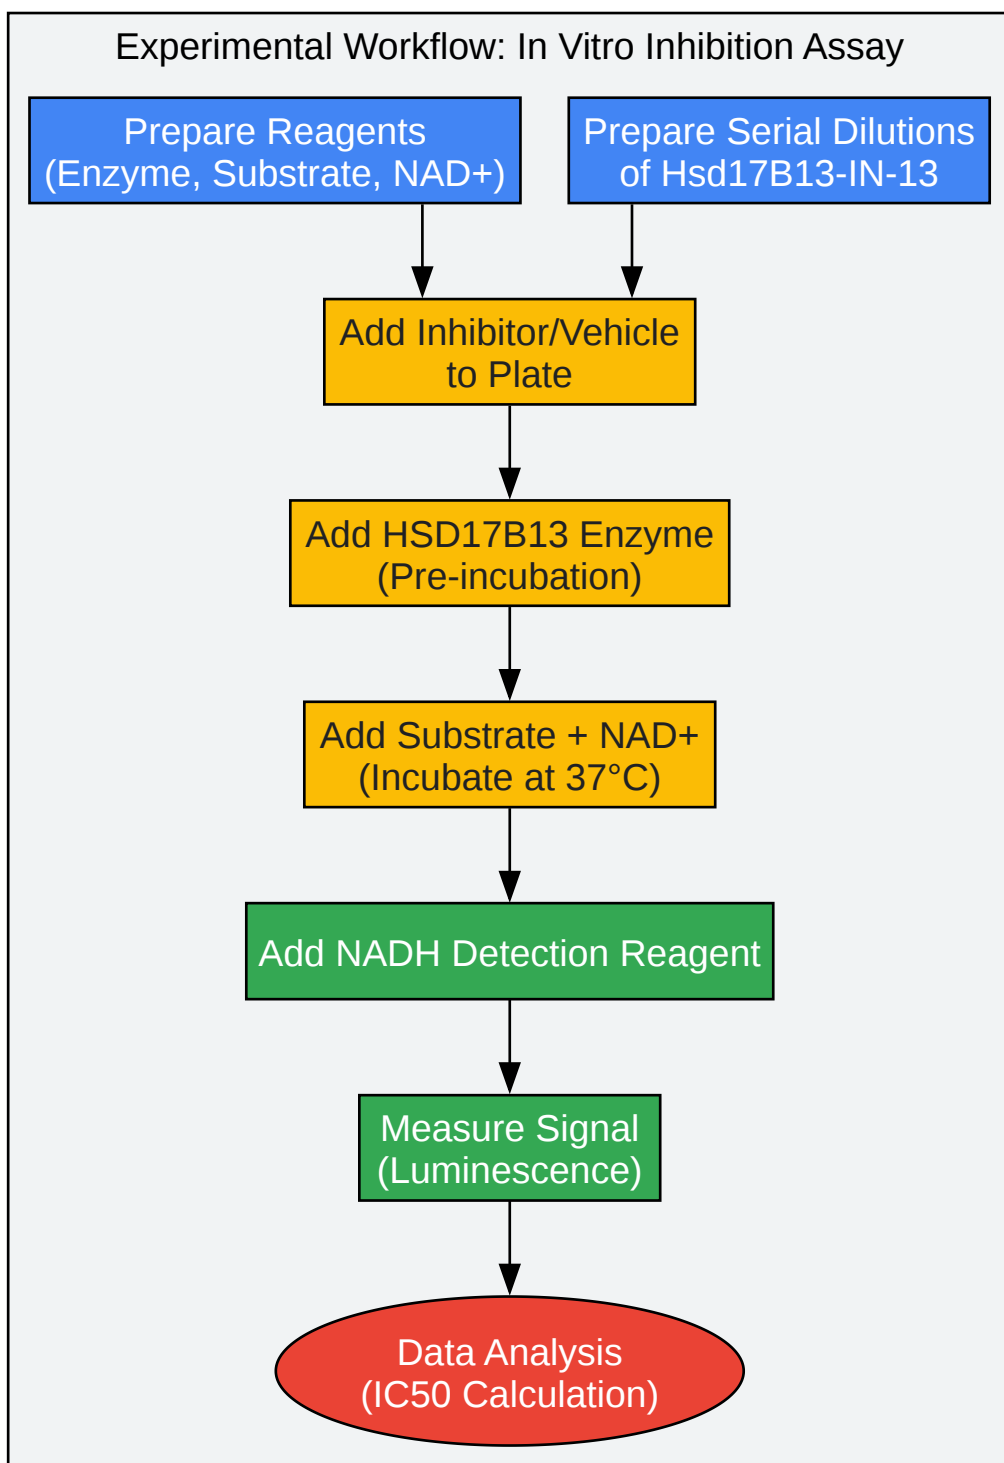 Experimental Workflow: In Vitro Inhibition Assay
Prepare Reagents
(Enzyme, Substrate, NAD+)
Prepare Serial Dilutions
of Hsd17B13-IN-13
Add Inhibitor/Vehicle
to Plate
Add HSD17B13 Enzyme
(Pre-incubation)
Add Substrate + NAD+
(Incubate at 37°C)
Add NADH Detection Reagent
Measure Signal
(Luminescence)
Data Analysis
(IC50 Calculation)